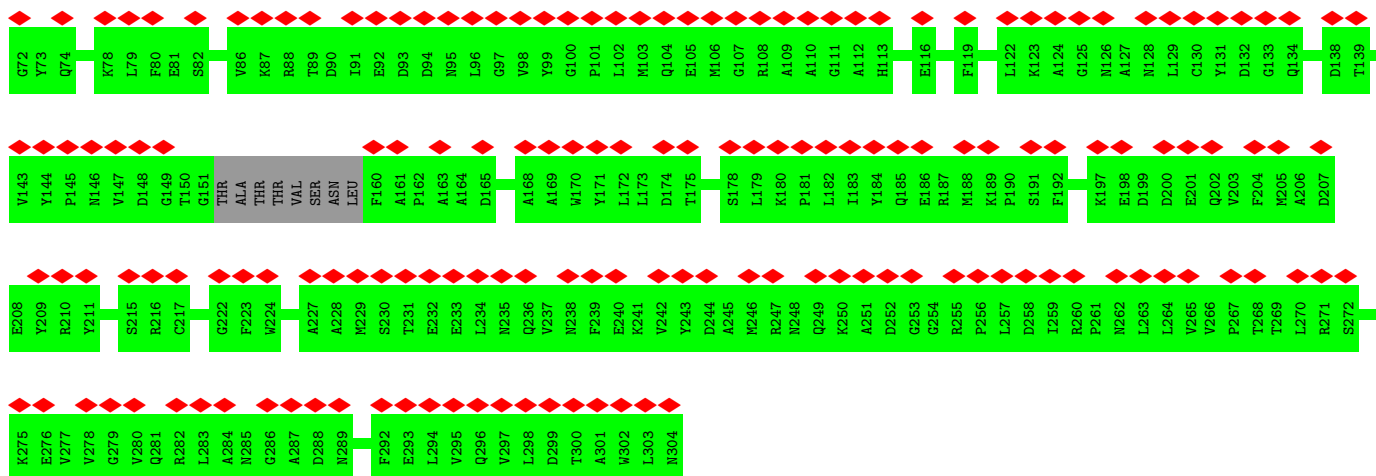 G72 Y73 Q74 K78 L79 F80 E81 S82 V86 K87 R88 T89 D90 I91 E92 D93 D94 N95 L96 G97 V98 Y99 G100 P101 L102 M103 Q104 E105 M106 G107 R108 A109 A110 G111 A112 H113 E116 F119 L122 K123 A124 G125 N126 A127 N128 L129 C130 Y131 D132 G133 Q134 D138 T139
V143 Y144 P145 N146 V147 D148 G149 T150 G151 THR ALA THR THR VAL SER ASN LEU F160 A161 P162 A163 A164 D165 A168 A169 W170 Y171 L172 L173 D174 T175 S178 L179 K180 P181 L182 I183 Y184 Q185 E186 R187 M188 K189 P190 S191 F192 K197 E198 D199 D200 E201 Q202 V203 F204 M205 A206 D207
E208 Y209 R210 Y211 S215 R216 C217 G222 F223 W224 A227 A228 M229 S230 T231 E232 E233 L234 N235 Q236 Y237 N238 F239 E240 K241 V242 Y243 D244 A245 M246 R247 N248 Q249 K250 A251 D252 G253 G254 R255 P256 L257 D258 I259 R260 P261 N262 L263 L264 V265 V266 P267 T268 T269 L270 R271 S272
K275 E276 V277 V278 G279 V280 Q281 R282 L283 A284 N285 G286 A287 D288 N289 F292 E293 L294 V295 Q296 V297 L298 D299 T300 A301 W302 L303 N304